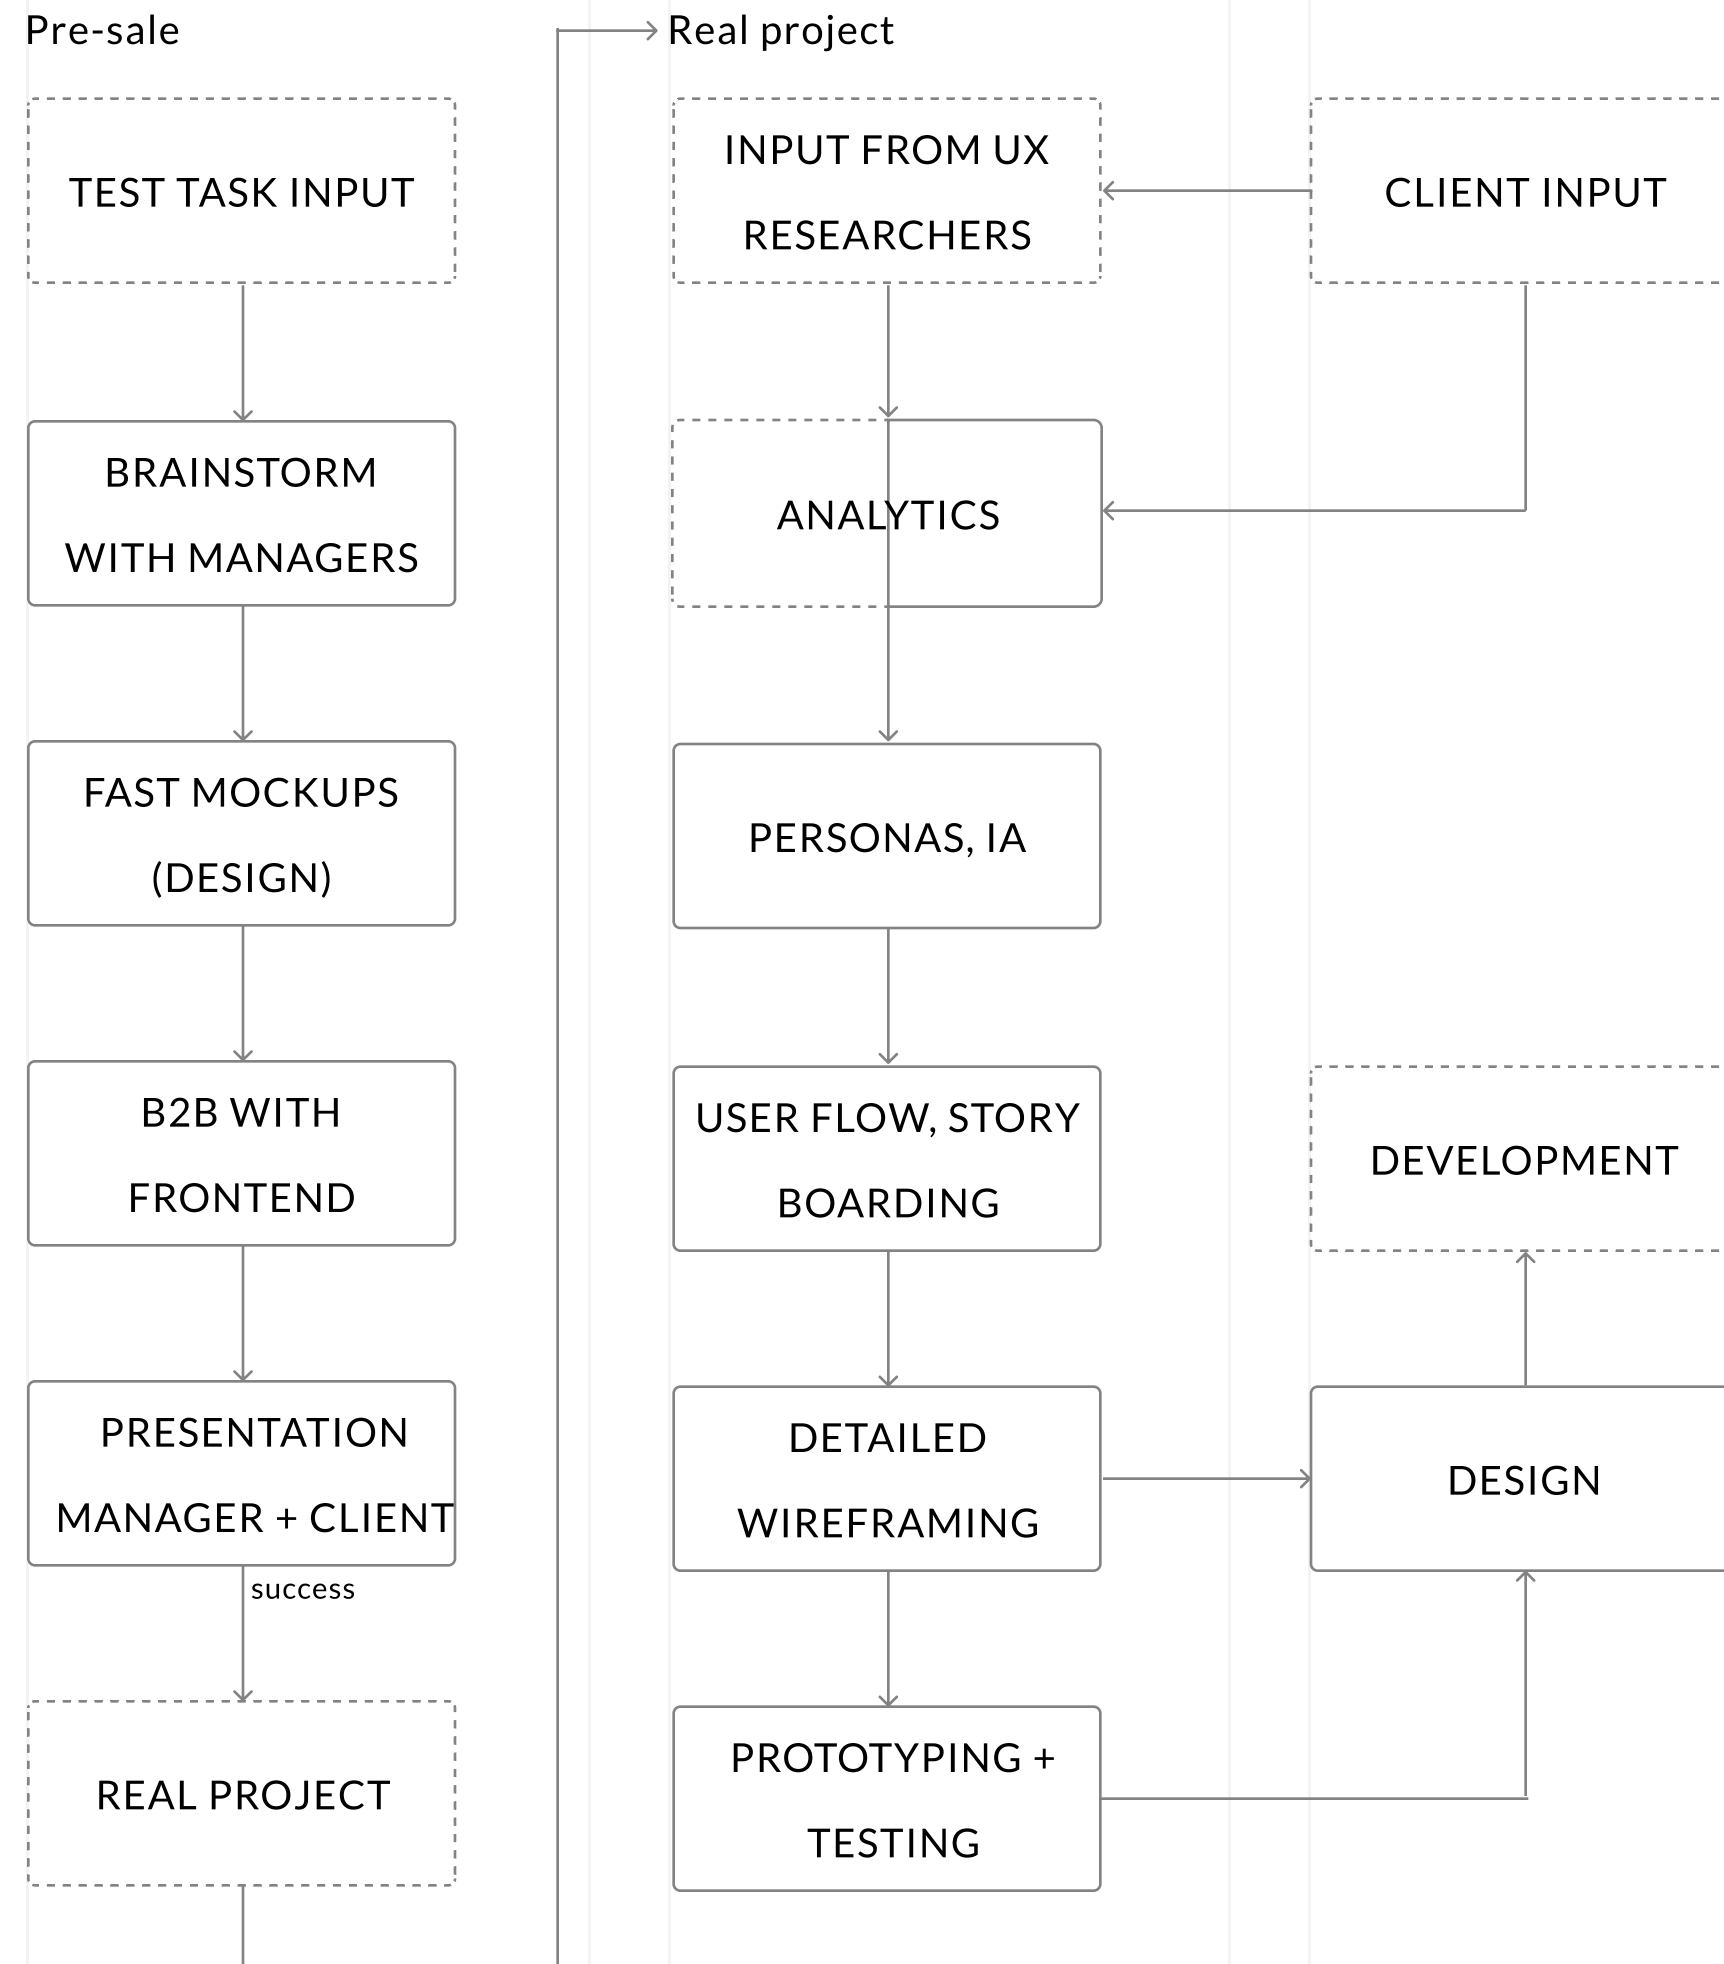 Pre-sale
TEST TASK INPUT
BRAINSTORM
WITH MANAGERS
FAST MOCKUPS
(DESIGN)
B2B WITH
FRONTEND
PRESENTATION
MANAGER + CLIENT
success
REAL PROJECT
Real project
INPUT FROM UX
RESEARCHERS
ANALYTICS
PERSONAS, IA
USER FLOW, STORY
BOARDING
DETAILED
WIREFRAMING
PROTOTYPING +
TESTING
CLIENT INPUT
DEVELOPMENT
DESIGN